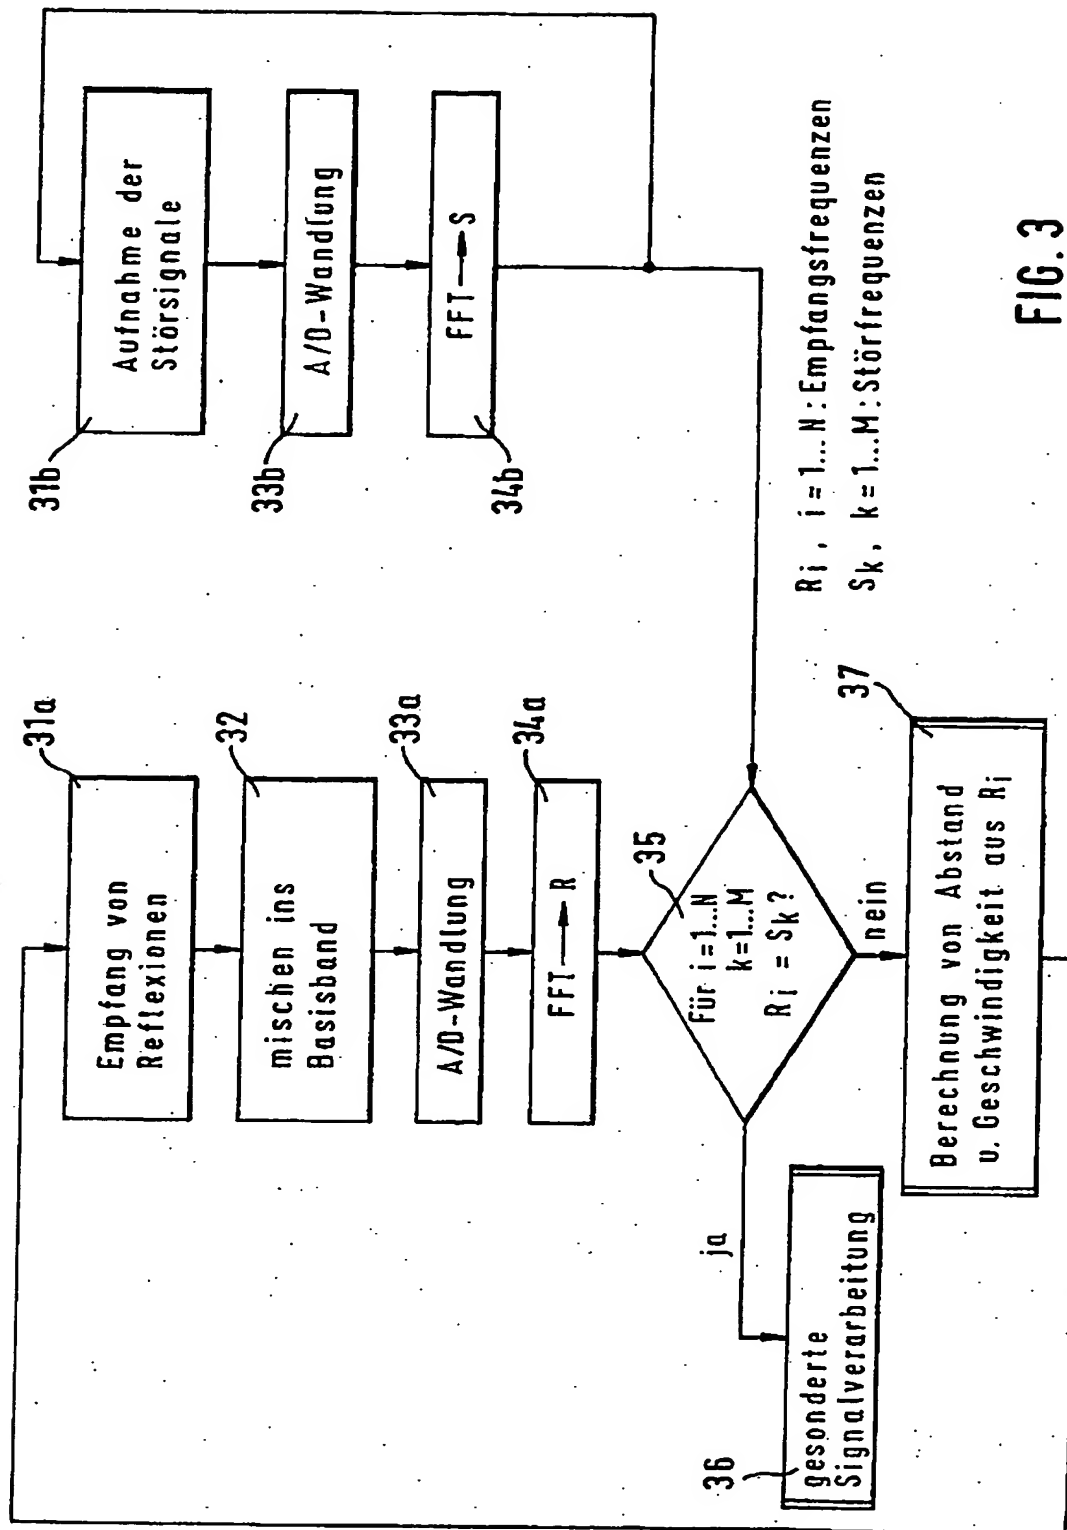 31a
Empfang von
Reflexionen
32
mischen ins
Basisband
33a
A/D-Wandlung
34a
FFT → R
31b
Aufnahme der
Störsignale
33b
A/D-Wandlung
34b
FFT → S
35
Für i=1...N
k=1...M
Ri = Sk ?
ja
nein
36
gesonderte
Signalverarbeitung
37
Berechnung von Abstand
u. Geschwindigkeit aus Ri
Ri, i=1...N: Empfangsfrequenzen
Sk, k=1...M: Störfrequenzen
FIG. 3